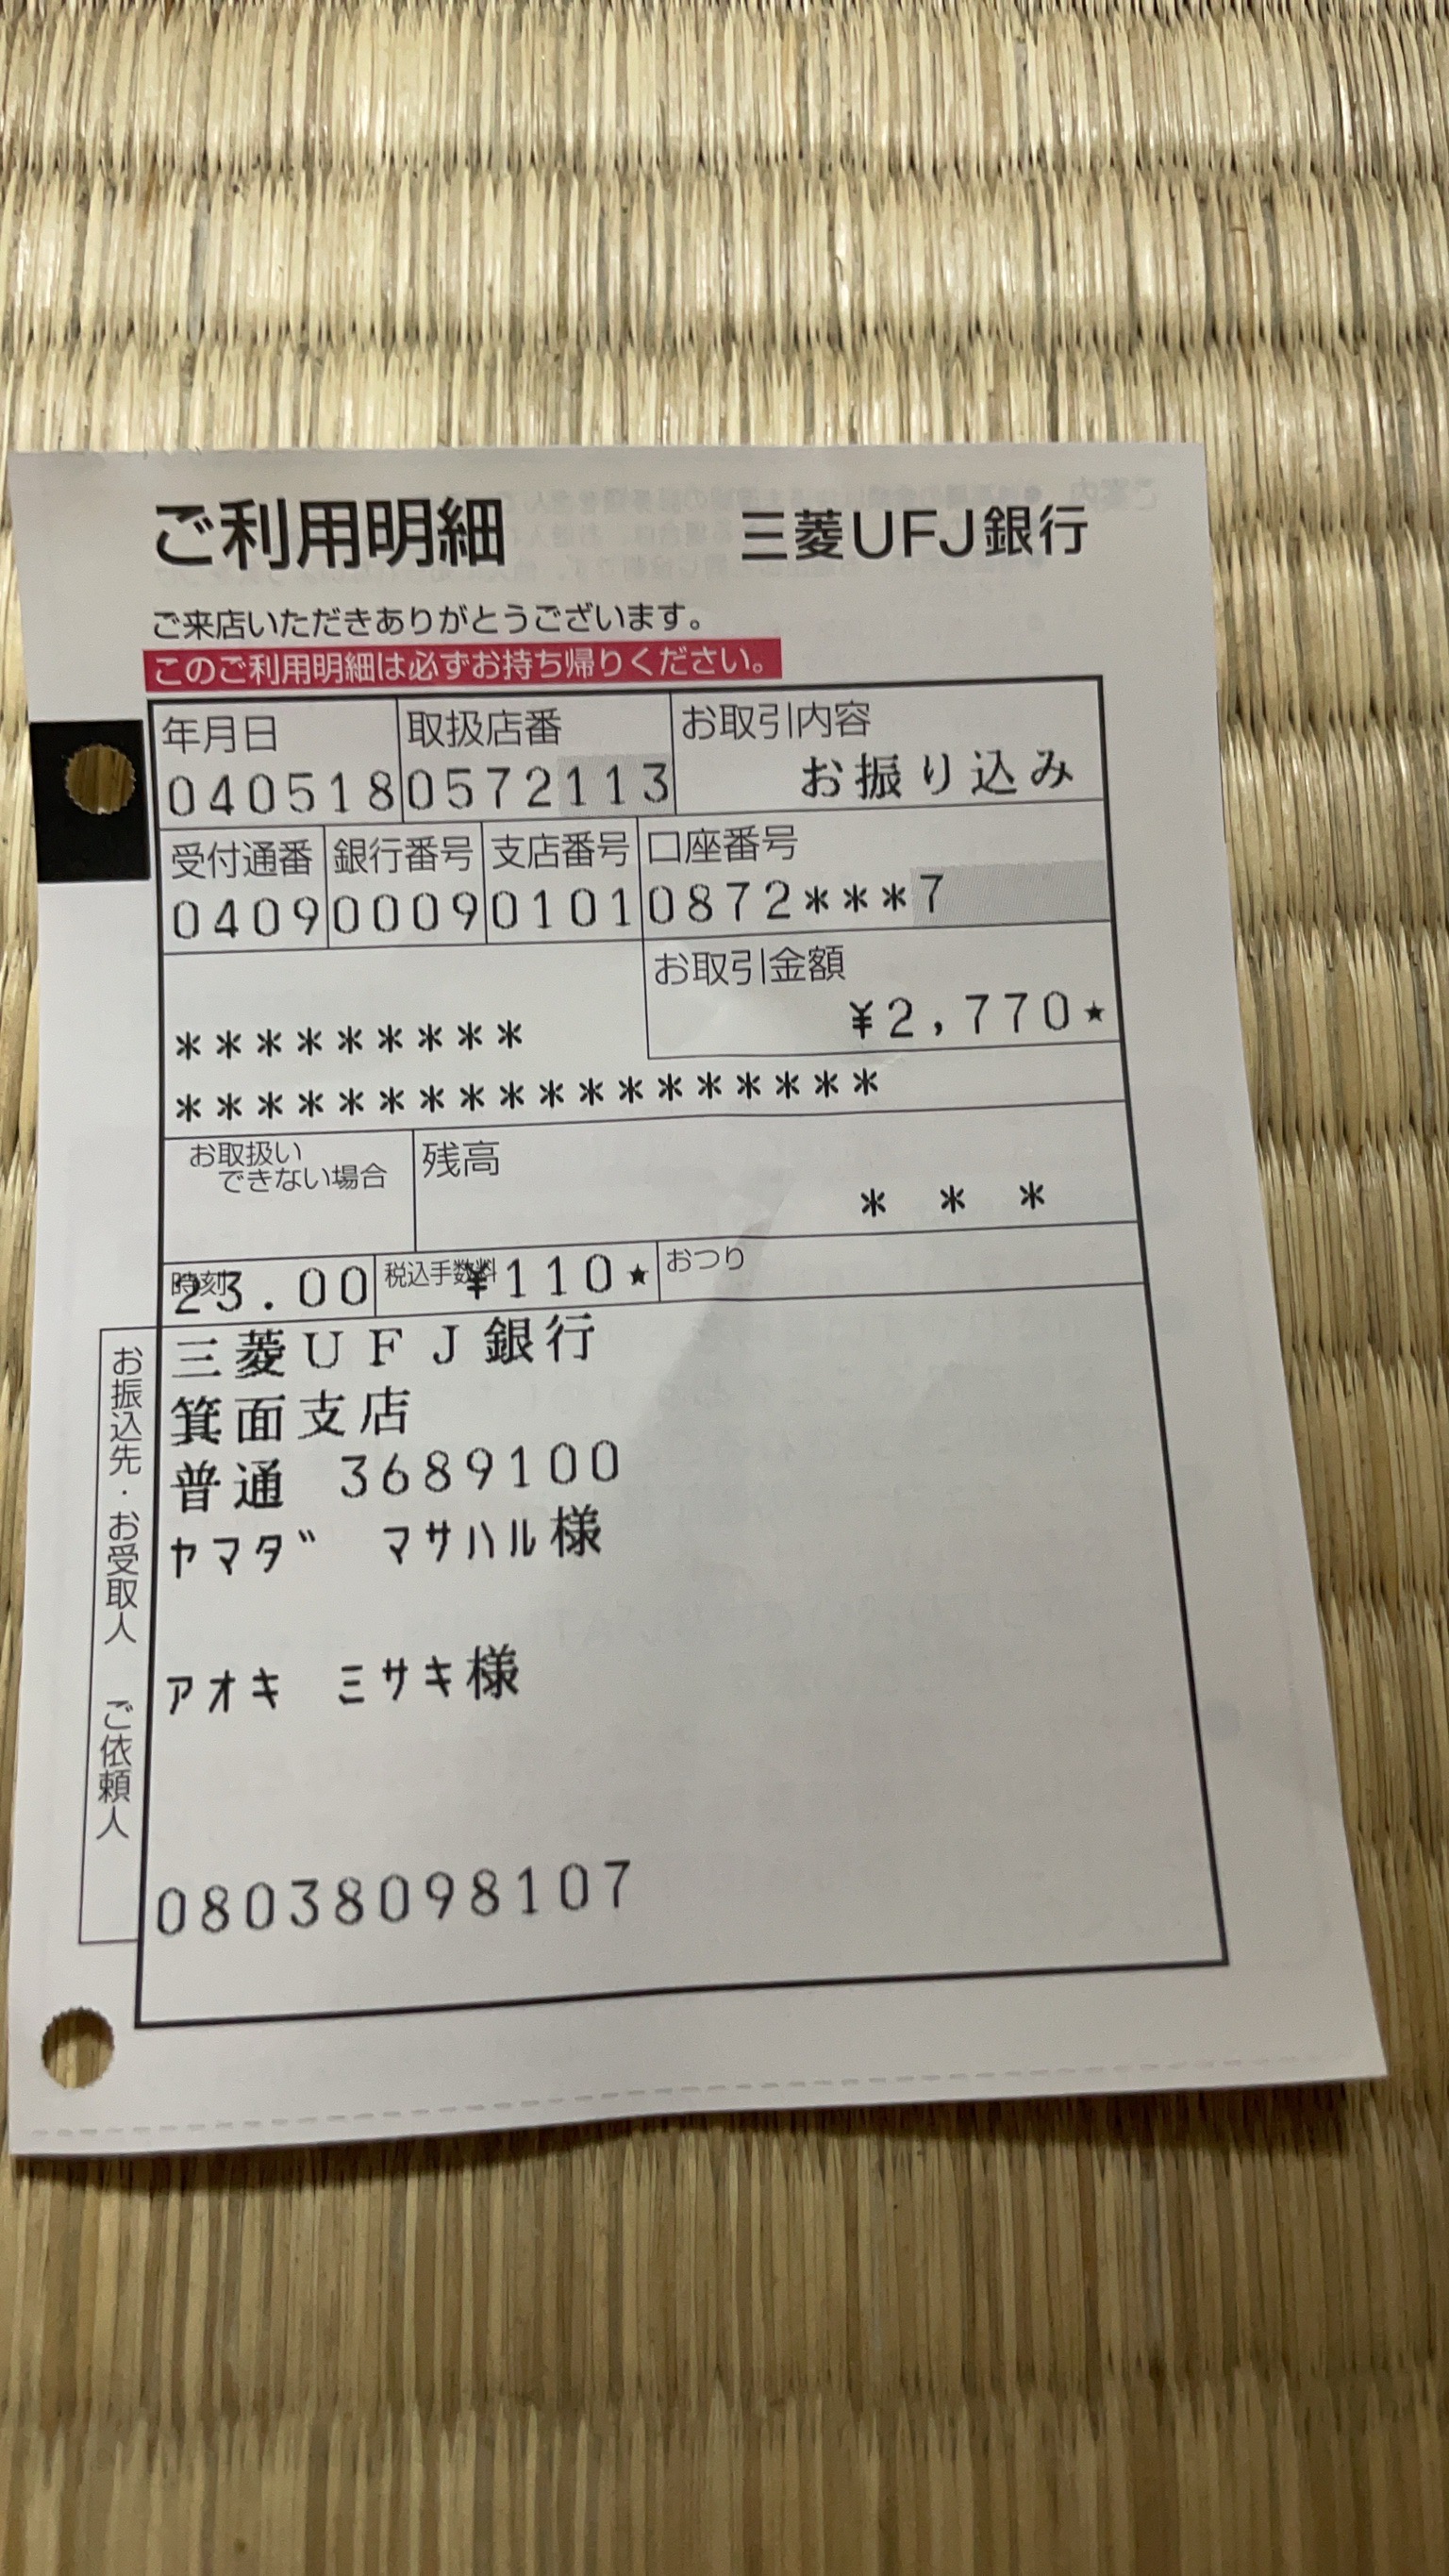 ご利用明細 三菱UFJ銀行
ご来店いただきありがとうございます。
このご利用明細は必ずお持ち帰りください。
年月日 取扱店番 お取引内容
040518 0572113 お振り込み
受付通番 銀行番号 支店番号 口座番号
0409 0009 0101 0872***7
お取引金額
¥2,770★
*********
******************
お取扱いできない場合 残高
* * *
時刻 税込手数料 おつり
23.00 ¥110★
お振込先・お受取人 ご依頼人
三菱UFJ銀行
箕面支店
普通 3689100
ヤマダ マサハル様
アオキ ミサキ様
08038098107